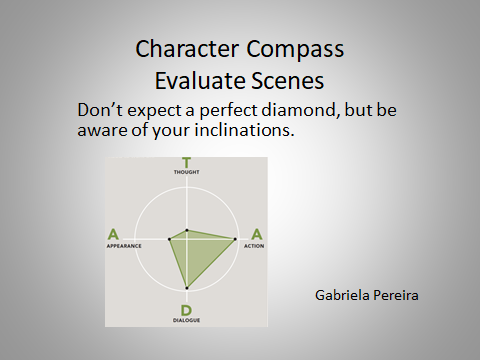 Character Compass
Evaluate Scenes
Don’t expect a perfect diamond, but be
aware of your inclinations.
T
THOUGHT
A
APPEARANCE
A
ACTION
D
DIALOGUE
Gabriela Pereira